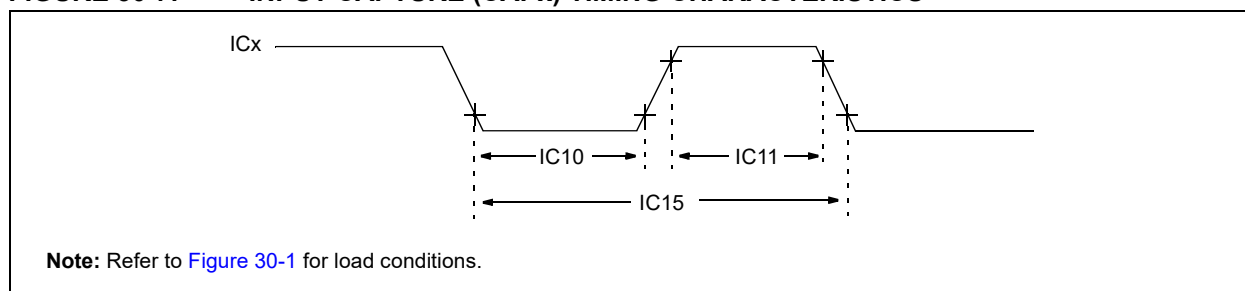 ICx
IC10
IC11
IC15
Note: Refer to Figure 30-1 for load conditions.